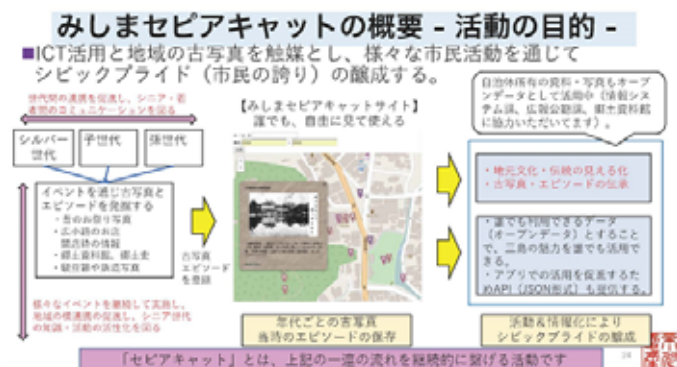 みしまセピアキャットの概要 - 活動の目的 -
■ICT活用と地域の古写真を触媒とし、様々な市民活動を通じて
シビックプライド（市民の誇り）の醸成する。
世代間の連携を促進し、シニア・若
者間のコミュニケーションを図る
シルバー
世代
子世代
孫世代
イベントを通じ古写真と
エピソードを発掘する
・昔のお祭り写真
・広小路のお店
・郷土資料館、郷土史
様々なイベントを継続して実施し、
地域の横連携の促進し、シニア世代
の知識・活動の活性化を図る
古写真
エピソード
を登録
【みしまセピアキャットサイト】
誰でも、自由に見て使える
年代ごとの古写真
当時のエピソードの保存
自治体所有の資料・写真もオープ
ンデータとして活用中（情報シス
テム課、広報公聴課、郷土資料館
に協力いただいてます）。
・地元文化・伝統の見える化
・古写真・エピソードの伝承
・誰でも利用できるデータ
（オープンデータ）とすること
で、三島の魅力を誰でも活用で
きる。
・アプリでの活用を促進するた
めAPI（JSON形式）も提供する。
活動＆情報化により
シビックプライドの醸成
「セピアキャット」とは、上記の一連の流れを継続的に繋げる活動です